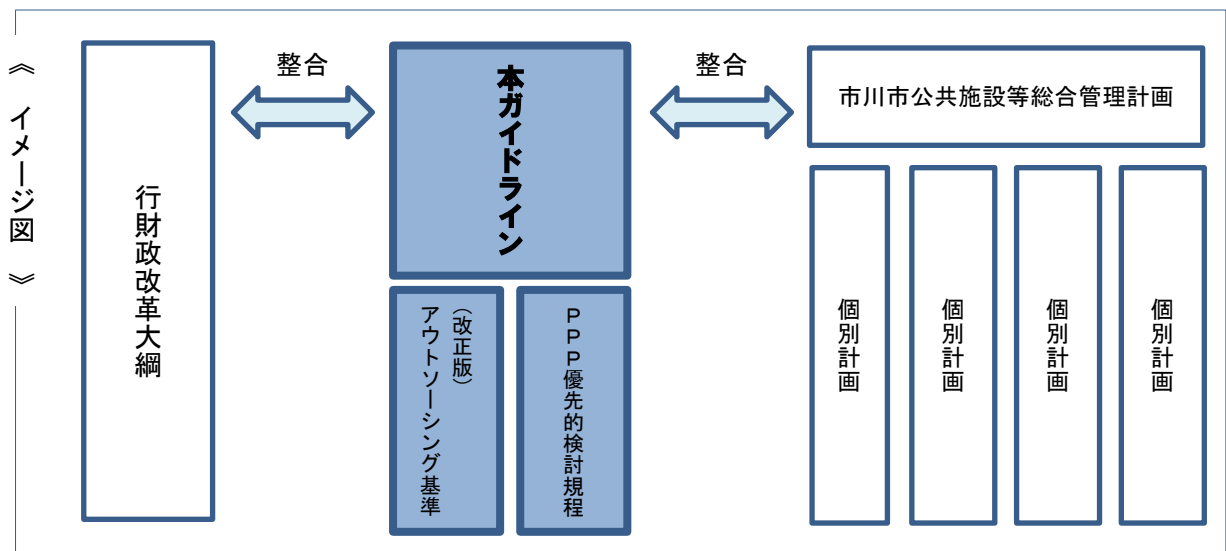 《 イメージ図 》
行財政改革大綱
整合
本ガイドライン
整合
市川市公共施設等総合管理計画
(改正版)
アウトソーシング基準
PPP優先的検討規程
個別計画
個別計画
個別計画
個別計画